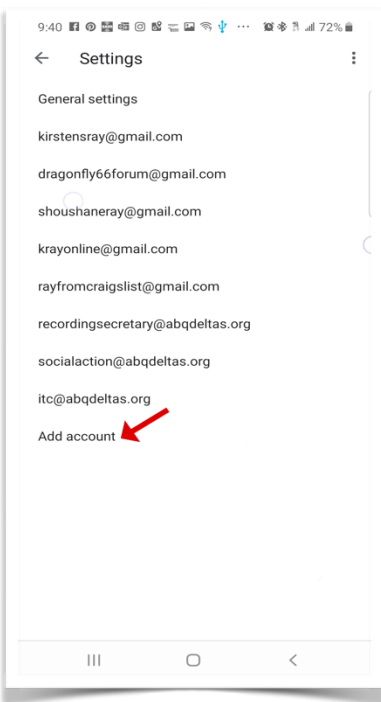 9:40 72%
Settings
General settings
kirstensray@gmail.com
dragonfly66forum@gmail.com
shoushaneray@gmail.com
krayonline@gmail.com
rayfromcraigslist@gmail.com
recordingsecretary@abqdeltas.org
socialaction@abqdeltas.org
itc@abqdeltas.org
Add account